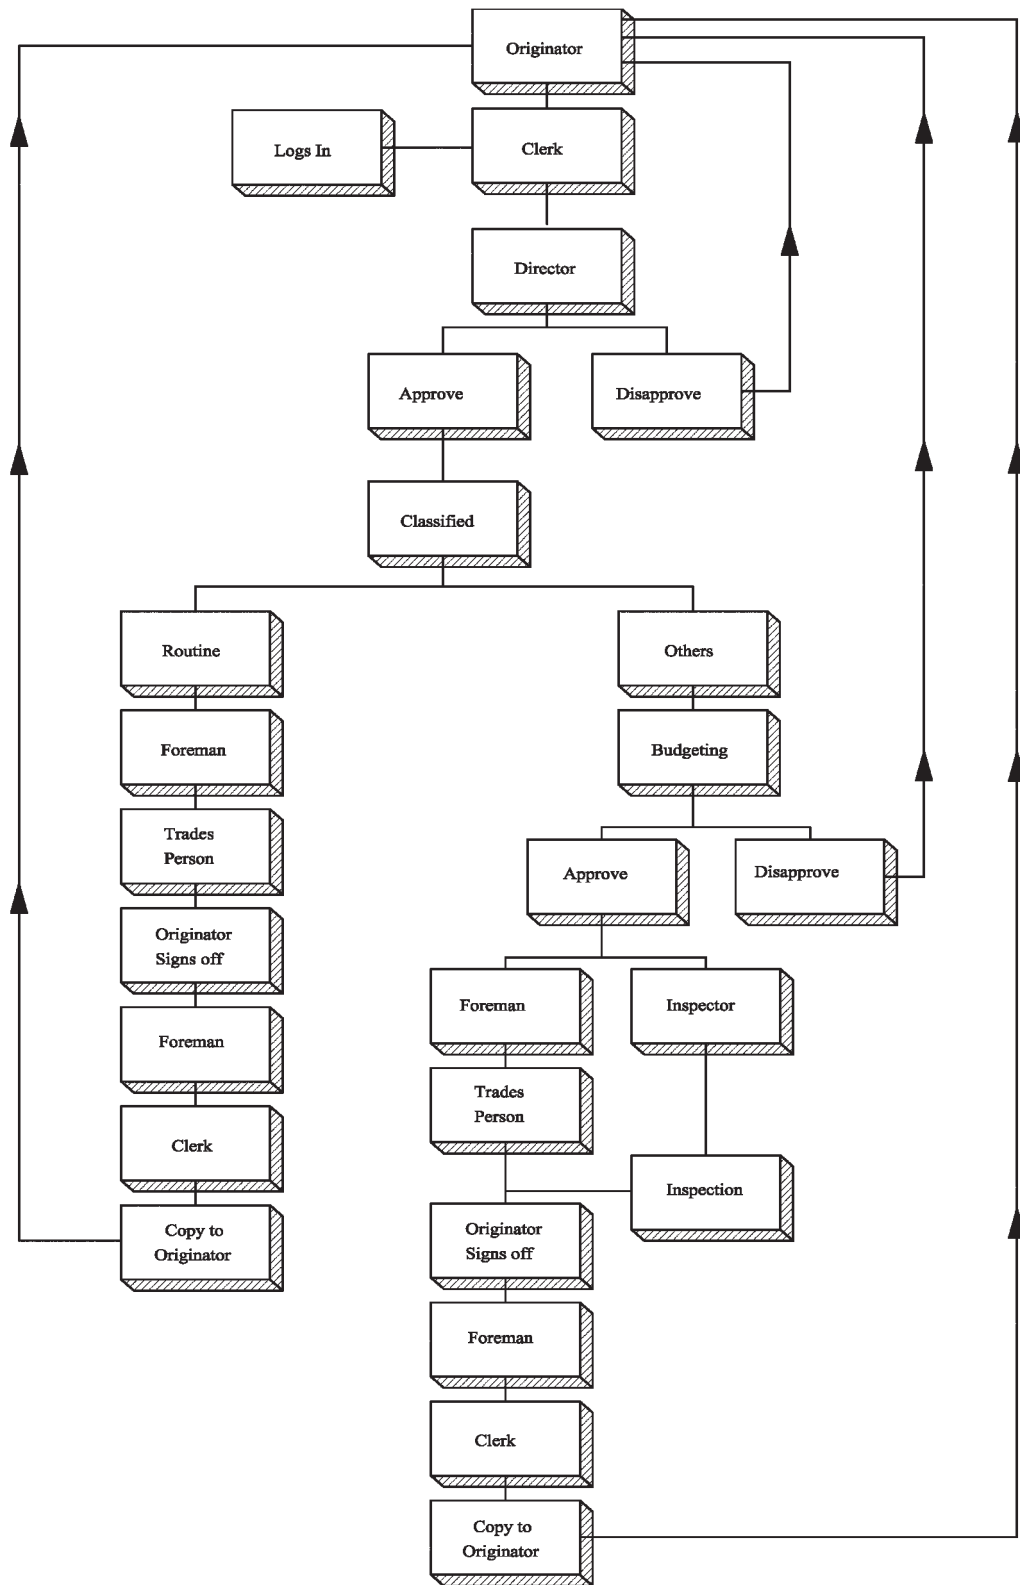 Originator
Logs In
Clerk
Director
Approve
Disapprove
Classified
Routine
Others
Foreman
Budgeting
Trades
Person
Approve
Disapprove
Originator
Signs off
Foreman
Inspector
Foreman
Trades
Person
Clerk
Inspection
Copy to
Originator
Originator
Signs off
Foreman
Clerk
Copy to
Originator